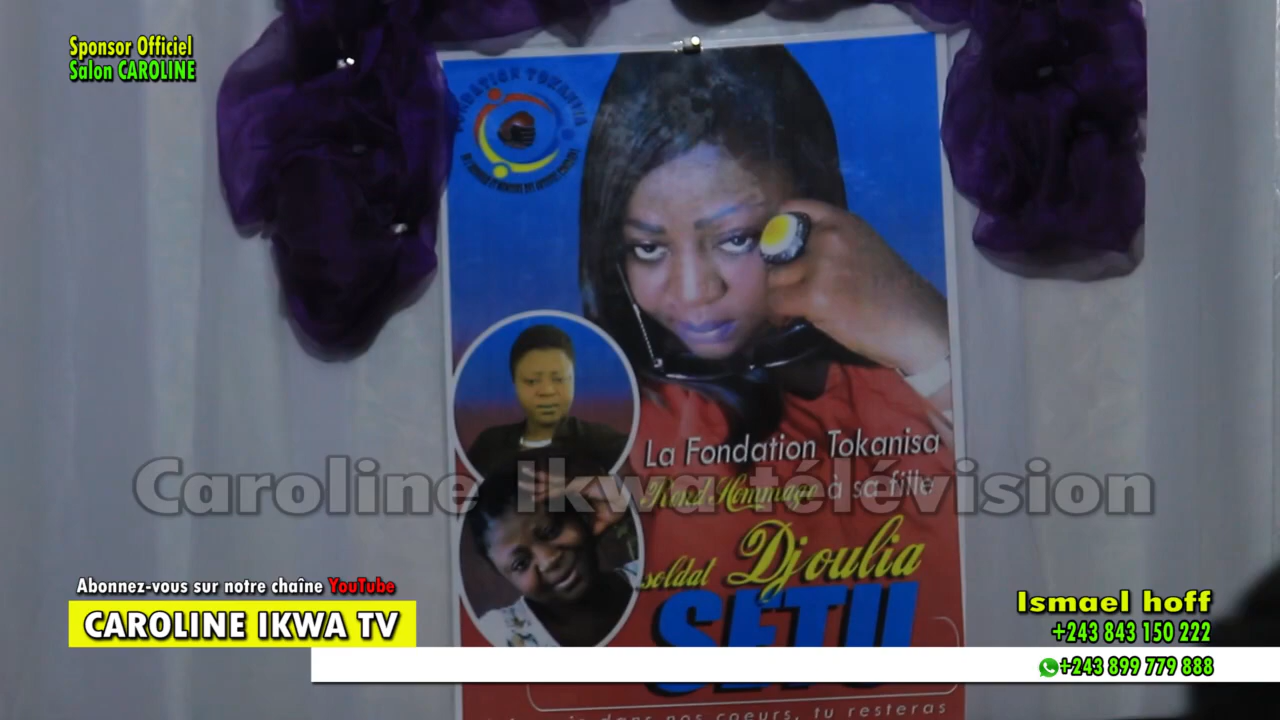 Sponsor Officiel
Salon CAROLINE
FONDATION TOKANISA
La Fondation Tokanisa
Rend Hommage à sa fille
Caroline Ikwa télévision
soldat Djoulia
SETU
dans nos coeurs, tu resteras
Abonnez-vous sur notre chaîne YouTube
CAROLINE IKWA TV
Ismael hoff
+243 843 150 222
+243 899 779 888